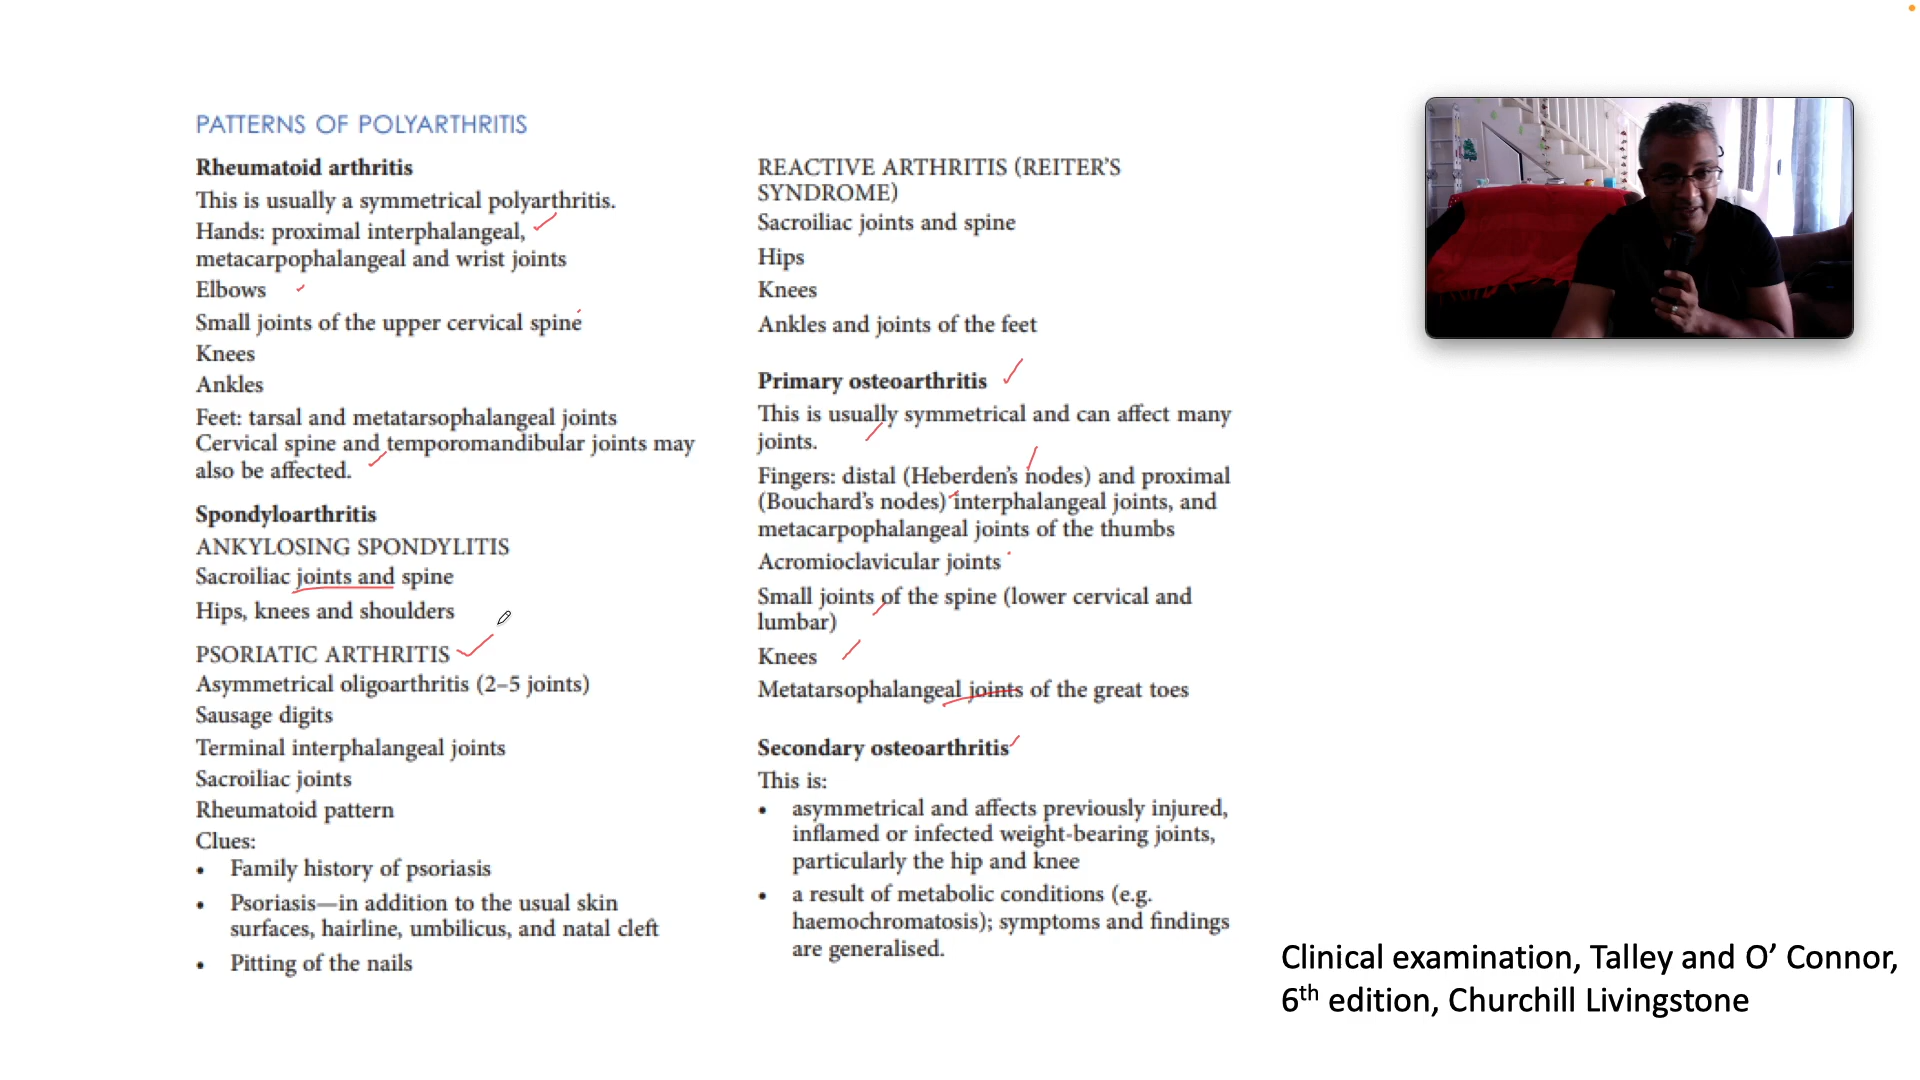 PATTERNS OF POLYARTHRITIS
Rheumatoid arthritis
This is usually a symmetrical polyarthritis.
Hands: proximal interphalangeal,
metacarpophalangeal and wrist joints
Elbows
Small joints of the upper cervical spine
Knees
Ankles
Feet: tarsal and metatarsophalangeal joints
Cervical spine and temporomandibular joints may
also be affected.
Spondyloarthritis
ANKYLOSING SPONDYLITIS
Sacroiliac joints and spine
Hips, knees and shoulders
PSORIATIC ARTHRITIS
Asymmetrical oligoarthritis (2–5 joints)
Sausage digits
Terminal interphalangeal joints
Sacroiliac joints
Rheumatoid pattern
Clues:
• Family history of psoriasis
• Psoriasis—in addition to the usual skin
surfaces, hairline, umbilicus, and natal cleft
• Pitting of the nails
REACTIVE ARTHRITIS (REITER'S
SYNDROME)
Sacroiliac joints and spine
Hips
Knees
Ankles and joints of the feet
Primary osteoarthritis
This is usually symmetrical and can affect many
joints.
Fingers: distal (Heberden's nodes) and proximal
(Bouchard's nodes) interphalangeal joints, and
metacarpophalangeal joints of the thumbs
Acromioclavicular joints
Small joints of the spine (lower cervical and
lumbar)
Knees
Metatarsophalangeal joints of the great toes
Secondary osteoarthritis
This is:
• asymmetrical and affects previously injured,
inflamed or infected weight-bearing joints,
particularly the hip and knee
• a result of metabolic conditions (e.g.
haemochromatosis); symptoms and findings
are generalised.
Clinical examination, Talley and O' Connor,
6th edition, Churchill Livingstone